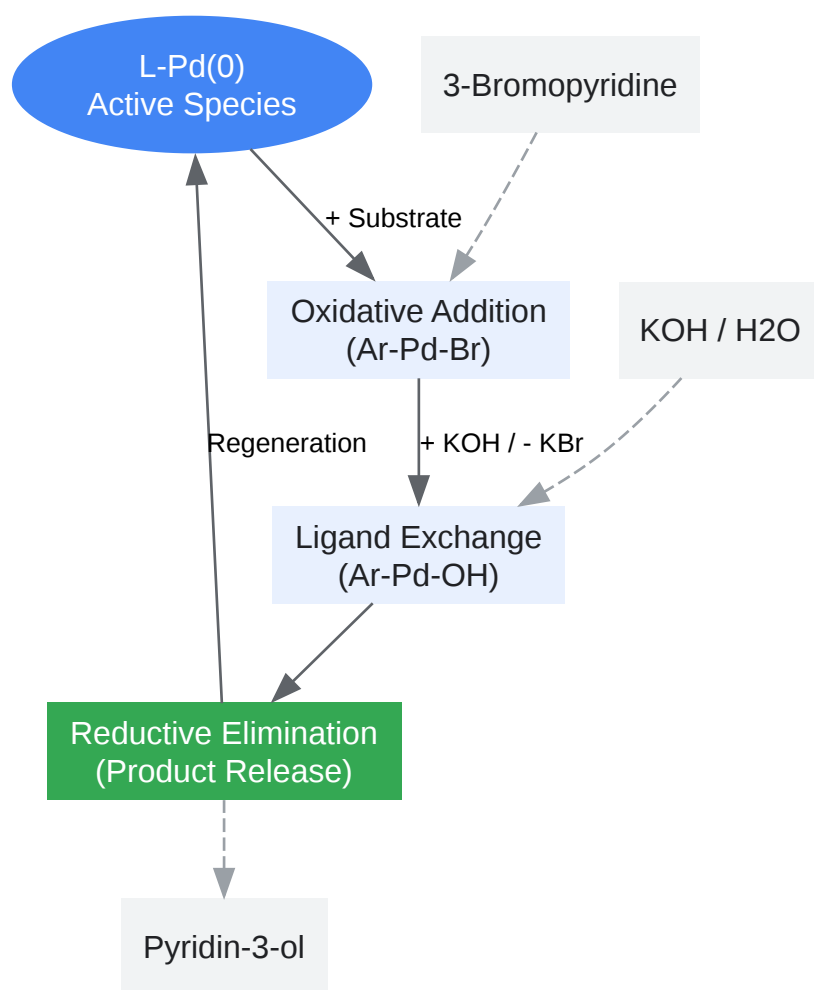 L-Pd(0)
Active Species
3-Bromopyridine
+ Substrate
Oxidative Addition
(Ar-Pd-Br)
KOH / H2O
Regeneration
+ KOH / - KBr
Ligand Exchange
(Ar-Pd-OH)
Reductive Elimination
(Product Release)
Pyridin-3-ol